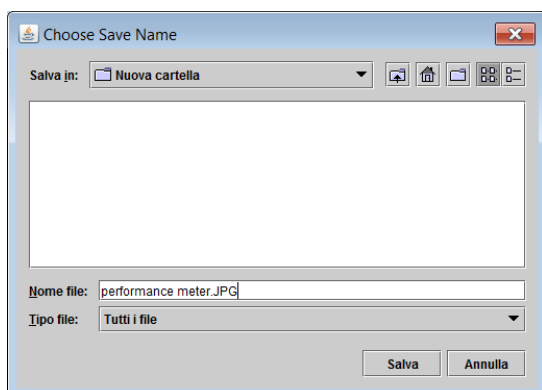 Choose Save Name
Salva in: Nuova cartella
Nome file: performance meter.JPG
Tipo file: Tutti i file
Salva Annulla